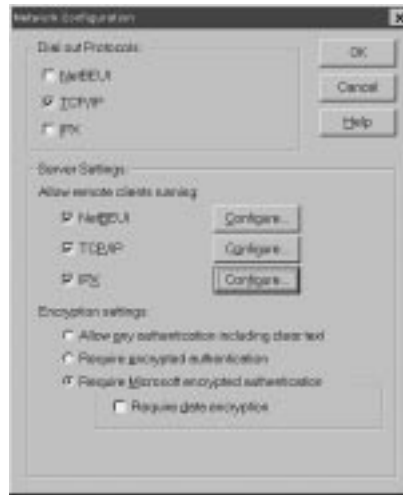 Network Configuration
Dial out Protocols:
OK
NetBEUI
Cancel
TCP/IP
Help
IPX
Server Settings:
Allow remote clients running:
NetBEUI
Configure...
TCP/IP
Configure...
IPX
Configure...
Encryption settings:
Allow any authentication including clear text
Require encrypted authentication
Require Microsoft encrypted authentication
Require data encryption